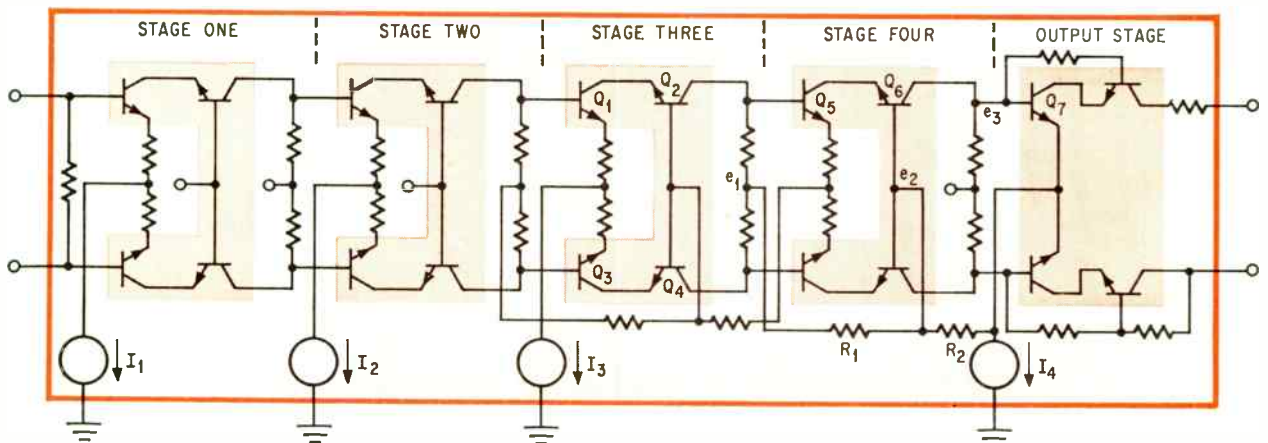 STAGE ONE
STAGE TWO
STAGE THREE
STAGE FOUR
OUTPUT STAGE
Q1
Q2
Q5
Q6
e3
Q7
e1
e2
Q3
Q4
R1
R2
I1
I2
I3
I4